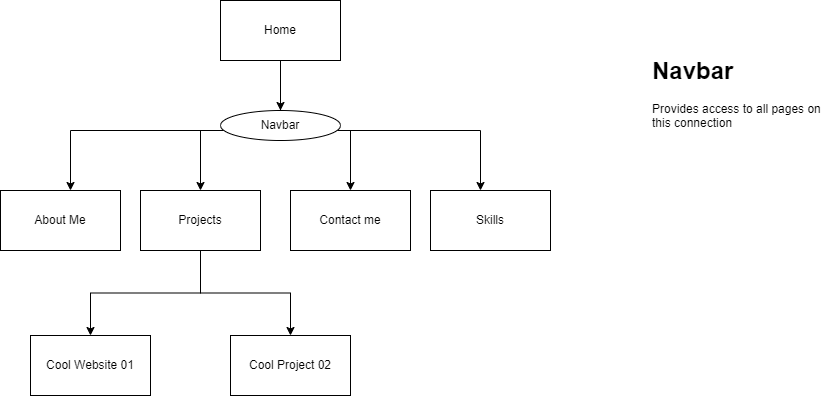 Home
Navbar
Provides access to all pages on
this connection
Navbar
About Me
Projects
Contact me
Skills
Cool Website 01
Cool Project 02